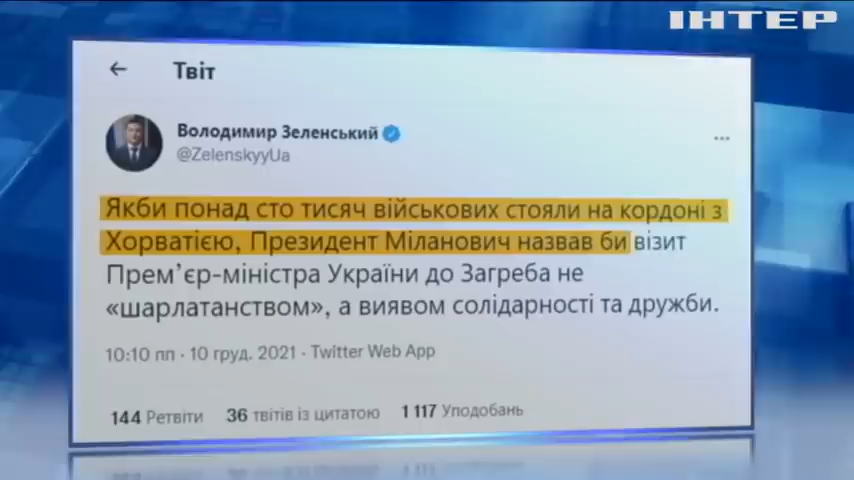 ІНТЕР
Твіт
Володимир Зеленський
@ZelenskyyUa
Якби понад сто тисяч військових стояли на кордоні з
Хорватією, Президент Міланович назвав би візит
Прем’єр-міністра України до Загреба не
«шарлатанством», а виявом солідарності та дружби.
10:10 пп · 10 груд. 2021 · Twitter Web App
144 Ретвіти 36 твітів із цитатою 1 117 Уподобань